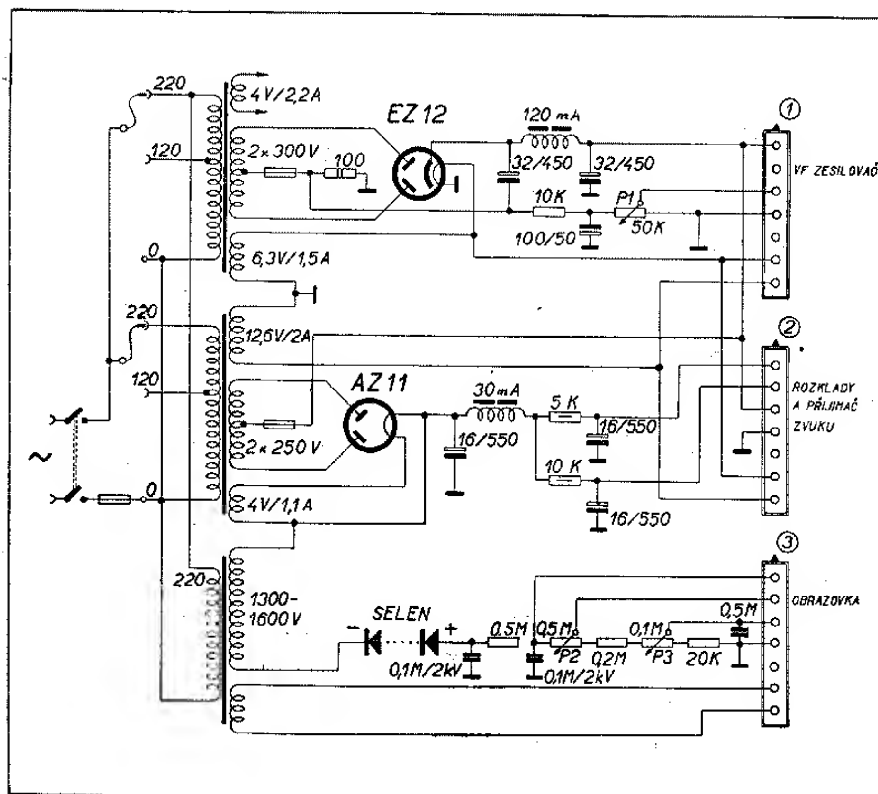 220
120
0
4V/2,2A
2×300V
100
EZ12
120 mA
32/450
32/450
10K
P1
50K
100/50
6,3V/1,5A
①
VF ZESILOVAČ
220
120
0
~
12,6V/2A
2×250V
AZ11
4V/1,1A
30mA
16/550
5 K
16/550
10 K
16/550
②
ROZKLADY
A PŘIJIMAČ
ZVUKU
220
1300-
1600V
SELEN
-
+
0,1M/2kV
0,5M
0,1M/2kV
0,5M
P2
0,2M
0,1M
P3
20K
0,5M
③
OBRAZOVKA